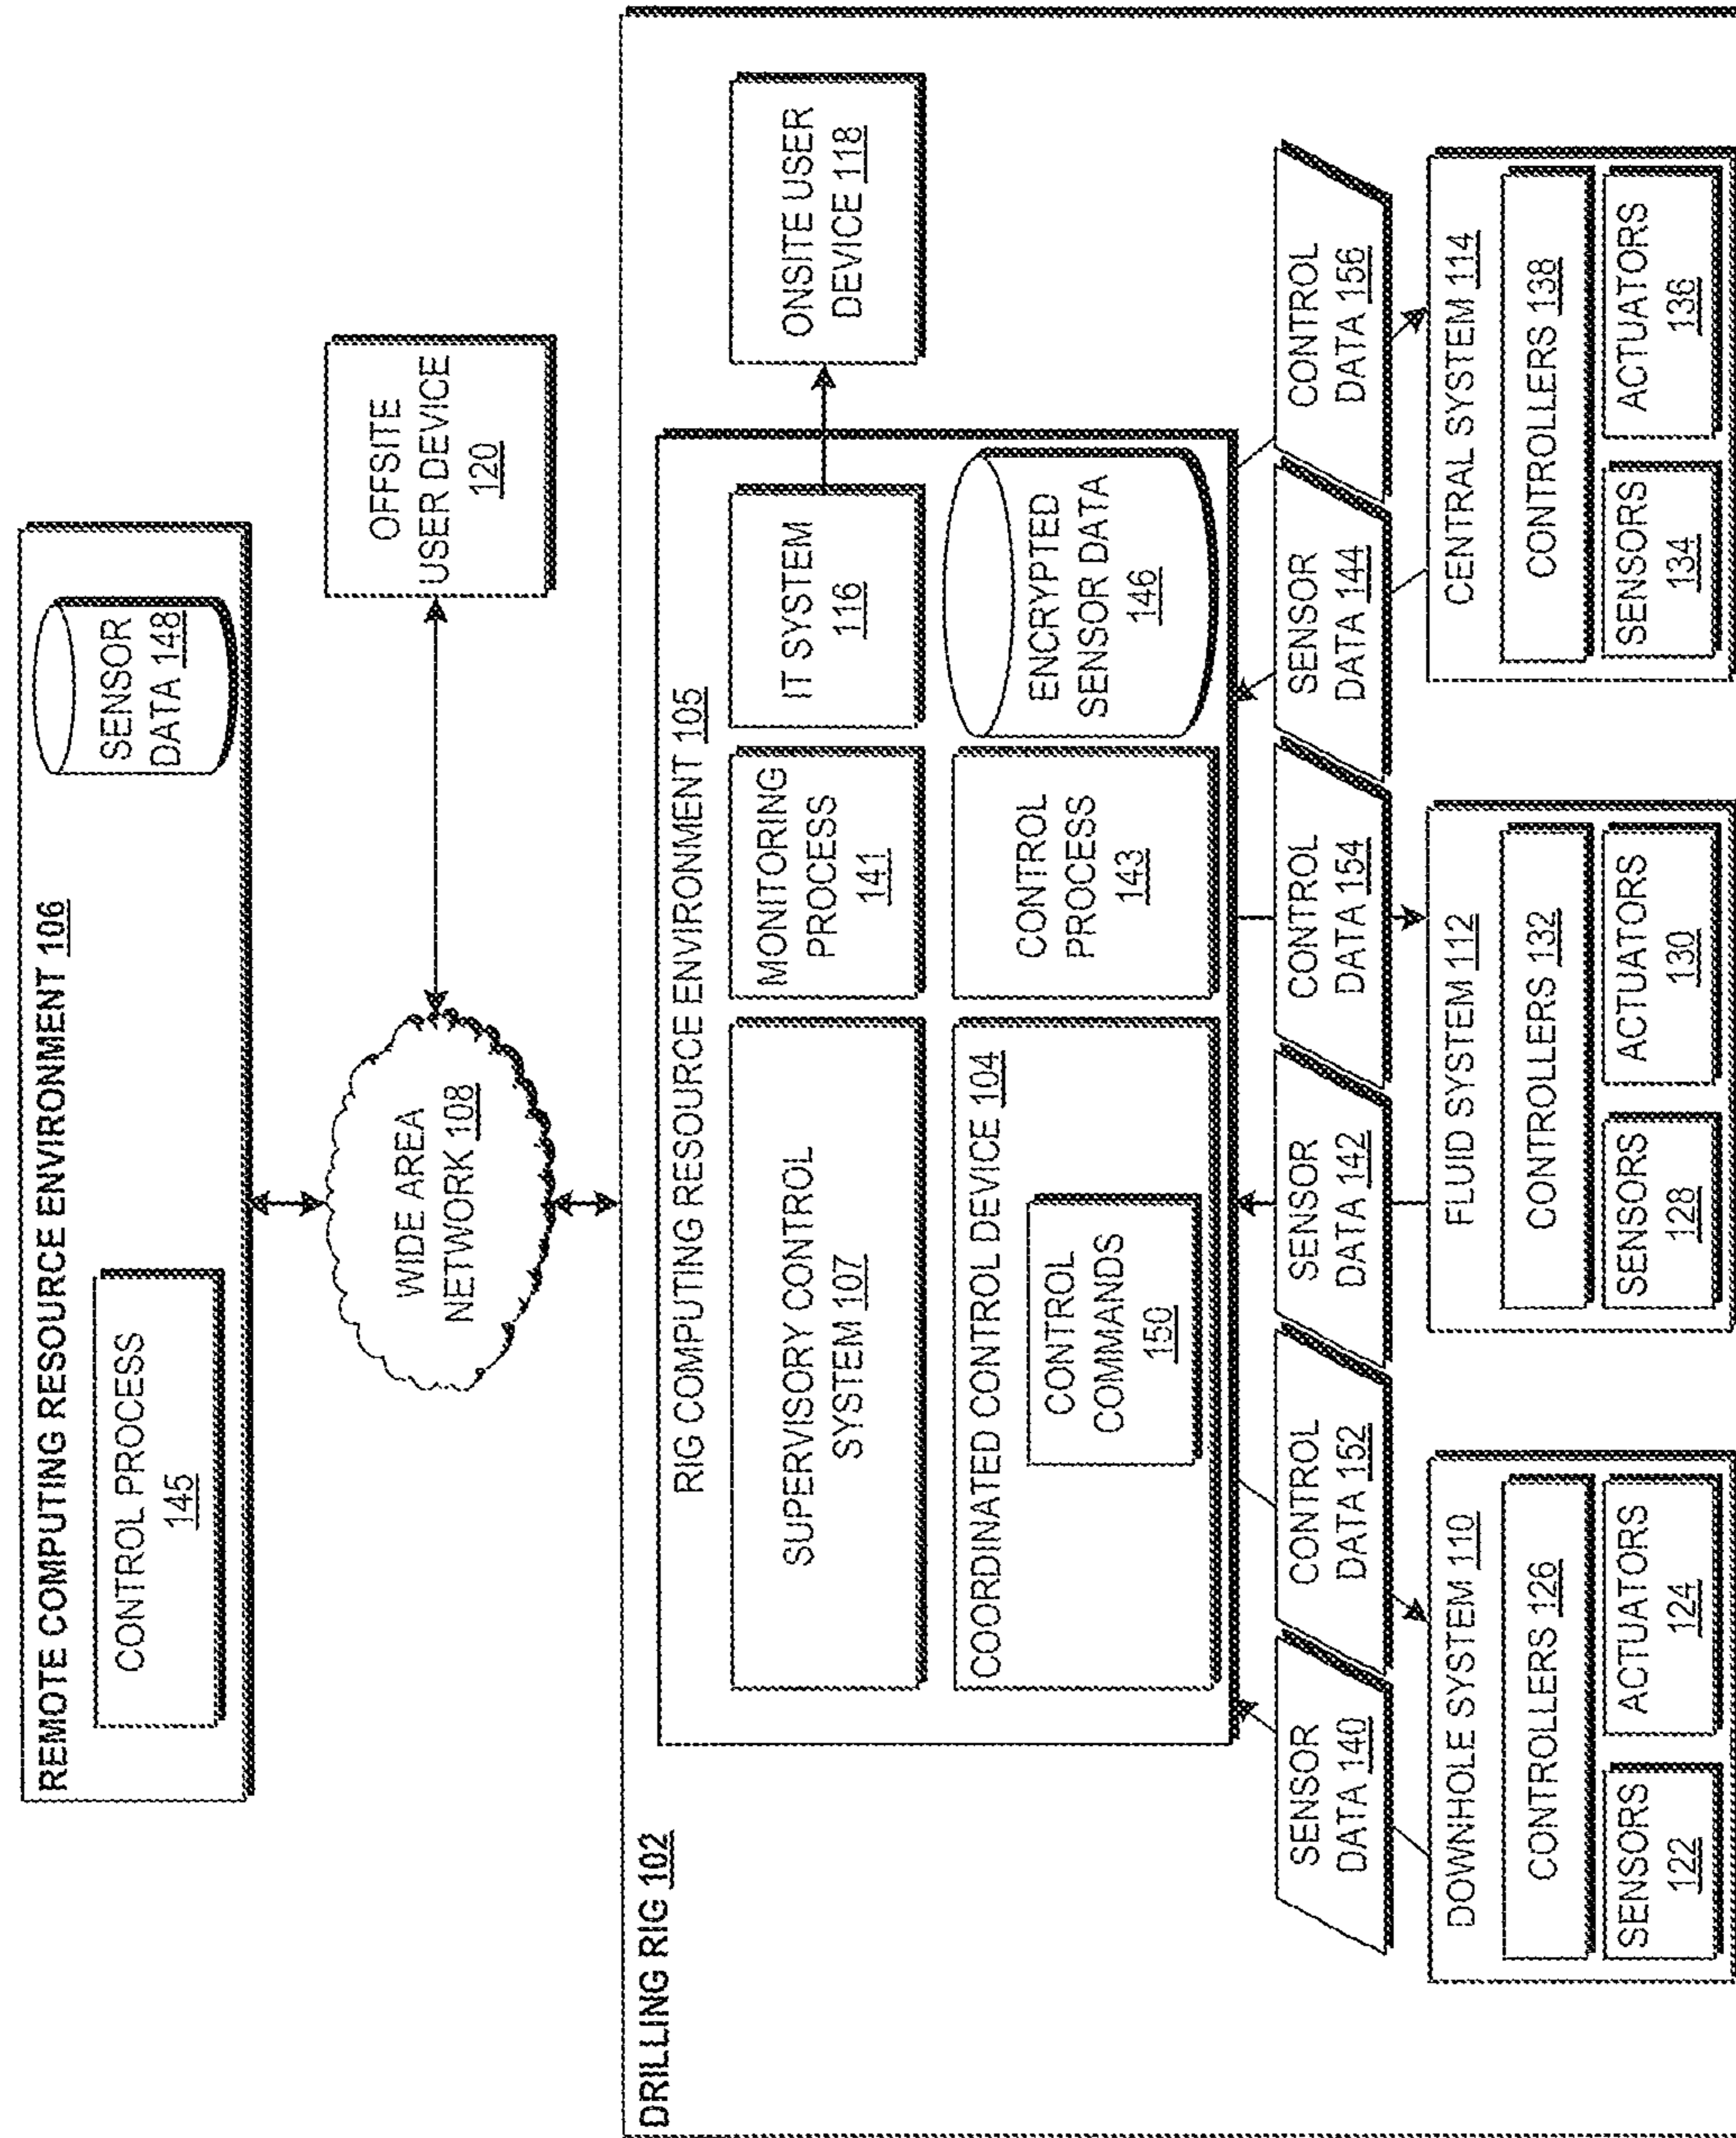 REMOTE COMPUTING RESOURCE ENVIRONMENT 106
CONTROL PROCESS
145
SENSOR
DATA 148
WIDE AREA
NETWORK 108
OFFSITE
USER DEVICE
120
DRILLING RIG 102
RIG COMPUTING RESOURCE ENVIRONMENT 105
SUPERVISORY CONTROL
SYSTEM 107
MONITORING
PROCESS
141
IT SYSTEM
116
ONSITE USER
DEVICE 118
COORDINATED CONTROL DEVICE 104
CONTROL
COMMANDS
150
CONTROL
PROCESS
143
ENCRYPTED
SENSOR DATA
146
SENSOR
DATA 140
CONTROL
DATA 152
SENSOR
DATA 142
CONTROL
DATA 154
SENSOR
DATA 144
CONTROL
DATA 156
DOWNHOLE SYSTEM 110
CONTROLLERS 126
SENSORS
122
ACTUATORS
124
FLUID SYSTEM 112
CONTROLLERS 132
SENSORS
128
ACTUATORS
130
CENTRAL SYSTEM 114
CONTROLLERS 138
SENSORS
134
ACTUATORS
136